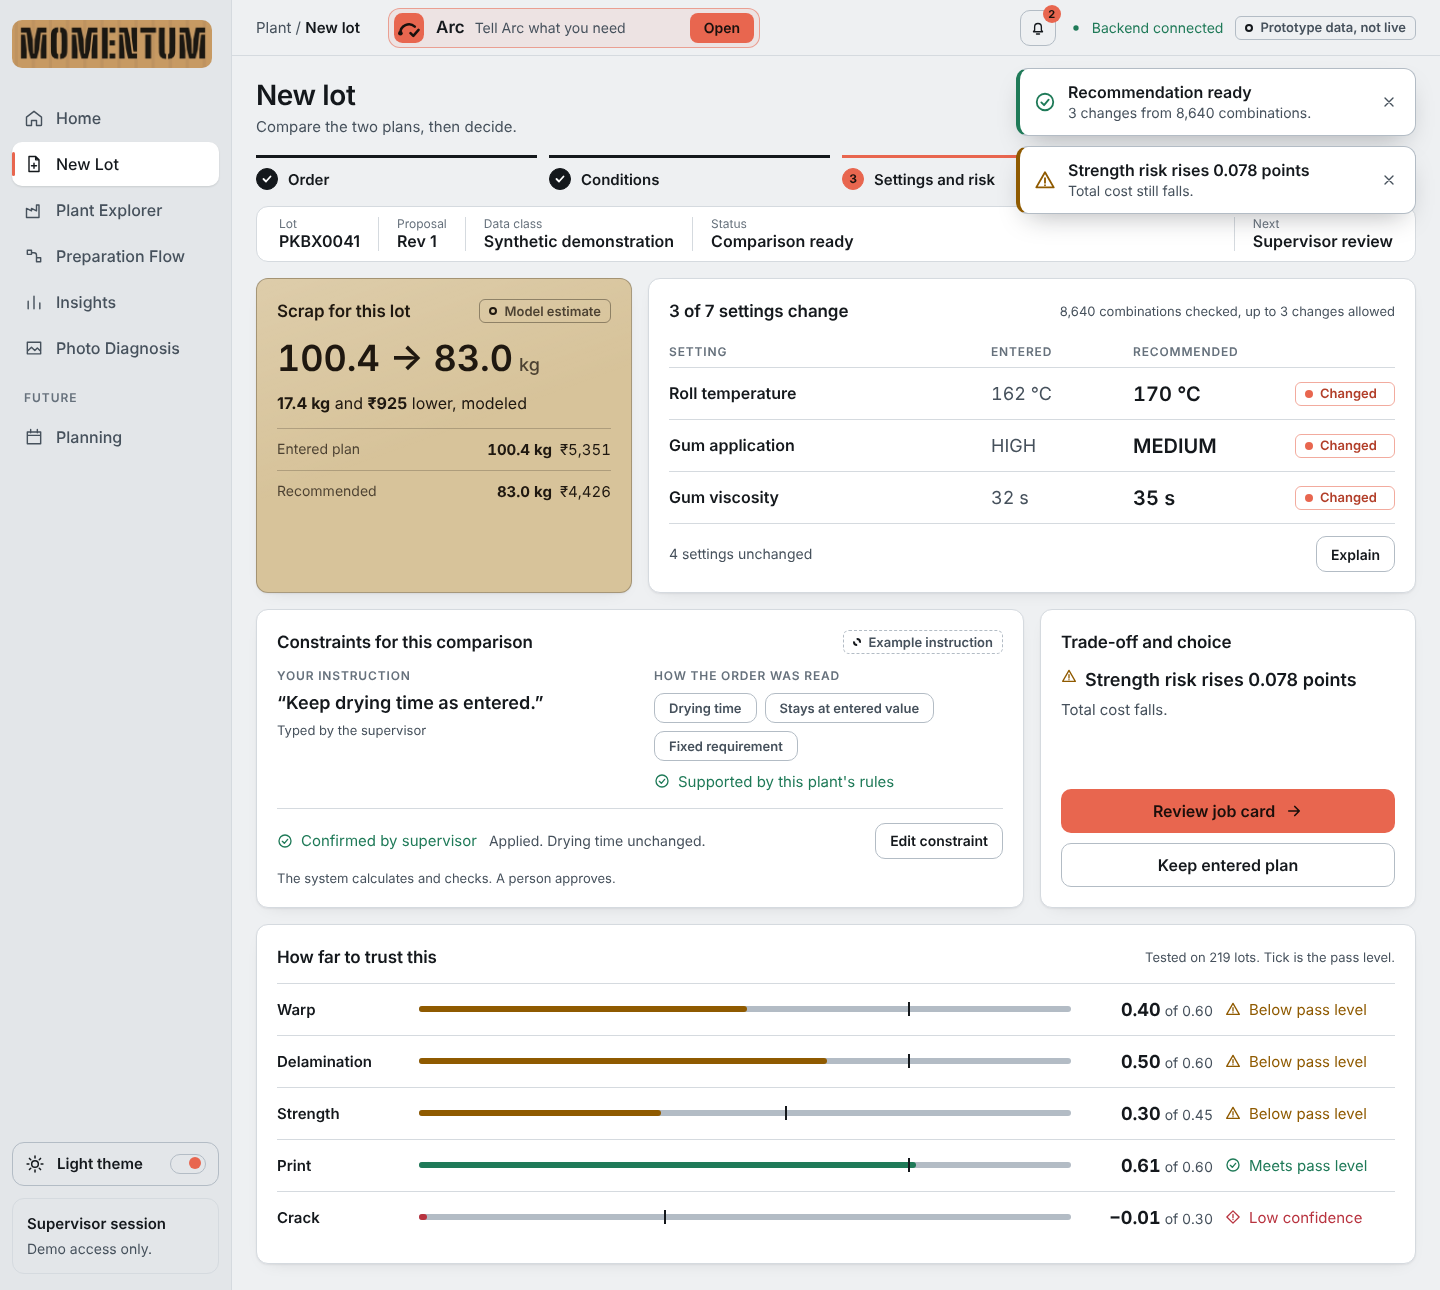 MOMENTUM
Home
New Lot
Plant Explorer
Preparation Flow
Insights
Photo Diagnosis
FUTURE
Planning
Light theme
Supervisor session
Demo access only.
Plant / New lot
Arc Tell Arc what you need Open
2
Backend connected
Prototype data, not live
Recommendation ready
3 changes from 8,640 combinations.
Strength risk rises 0.078 points
Total cost still falls.
New lot
Compare the two plans, then decide.
Order
Conditions
3 Settings and risk
Lot
PKBX0041
Proposal
Rev 1
Data class
Synthetic demonstration
Status
Comparison ready
Next
Supervisor review
Scrap for this lot
Model estimate
100.4 → 83.0 kg
17.4 kg and ₹925 lower, modeled
Entered plan 100.4 kg ₹5,351
Recommended 83.0 kg ₹4,426
3 of 7 settings change
8,640 combinations checked, up to 3 changes allowed
SETTING ENTERED RECOMMENDED
Roll temperature 162 °C 170 °C Changed
Gum application HIGH MEDIUM Changed
Gum viscosity 32 s 35 s Changed
4 settings unchanged
Explain
Constraints for this comparison
Example instruction
YOUR INSTRUCTION
“Keep drying time as entered.”
Typed by the supervisor
HOW THE ORDER WAS READ
Drying time
Stays at entered value
Fixed requirement
Supported by this plant's rules
Confirmed by supervisor Applied. Drying time unchanged.
Edit constraint
The system calculates and checks. A person approves.
Trade-off and choice
Strength risk rises 0.078 points
Total cost falls.
Review job card →
Keep entered plan
How far to trust this
Tested on 219 lots. Tick is the pass level.
Warp 0.40 of 0.60 Below pass level
Delamination 0.50 of 0.60 Below pass level
Strength 0.30 of 0.45 Below pass level
Print 0.61 of 0.60 Meets pass level
Crack −0.01 of 0.30 Low confidence